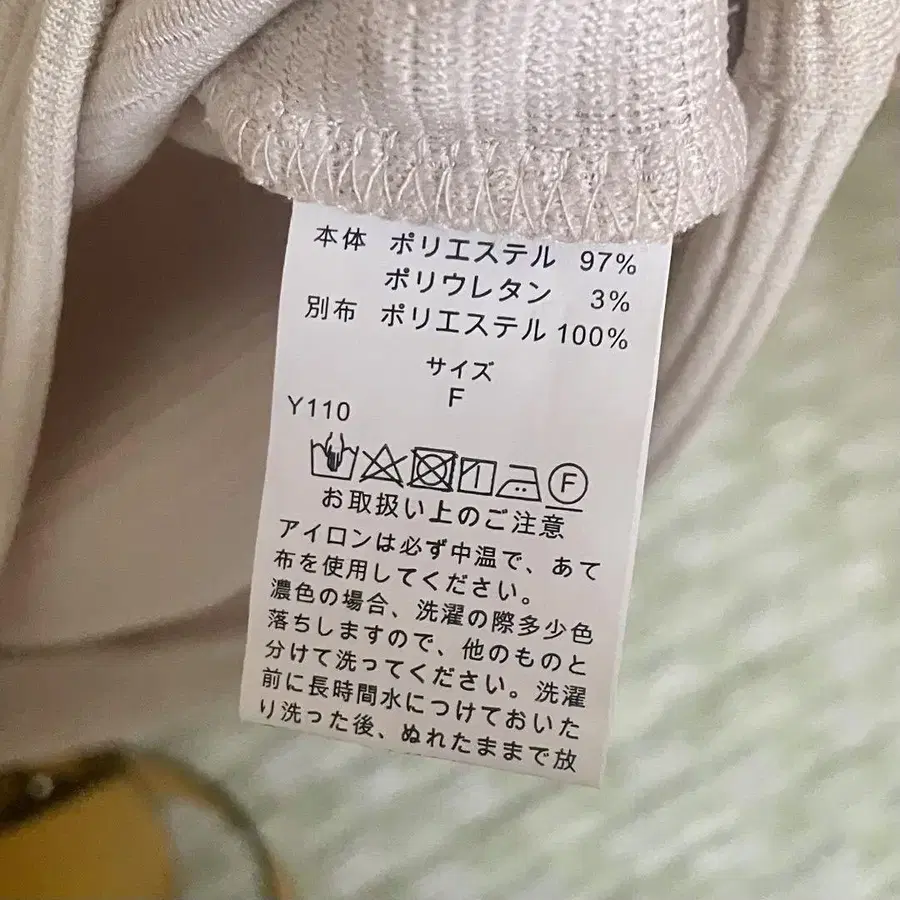 本体 ポリエステル 97%
ポリウレタン 3%
別布 ポリエステル 100%
サイズ
F
Y110
F
お取扱い上のご注意
アイロンは必ず中温で、あて
布を使用してください。
濃色の場合、洗濯の際多少色
落ちしますので、他のものと
分けて洗ってください。洗濯
前に長時間水につけておいた
り洗った後、ぬれたままで放